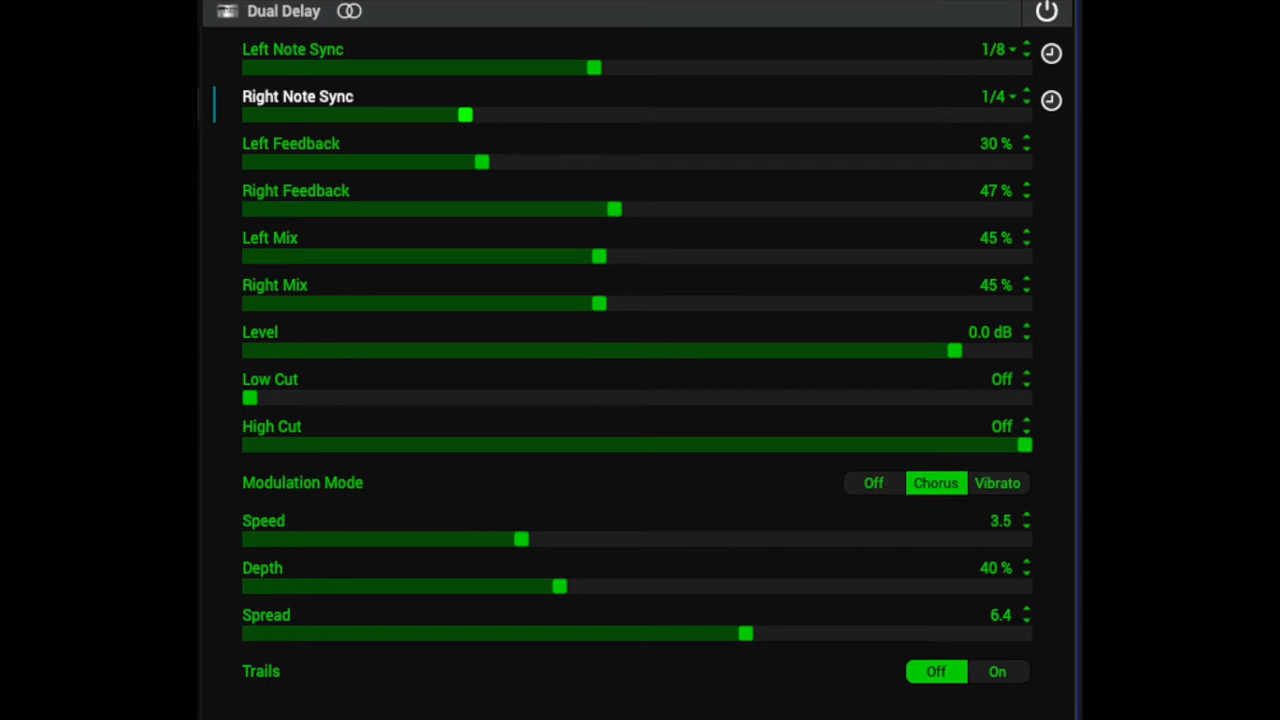 Dual Delay
Left Note Sync 1/8
Right Note Sync 1/4
Left Feedback 30 %
Right Feedback 47 %
Left Mix 45 %
Right Mix 45 %
Level 0.0 dB
Low Cut Off
High Cut Off
Modulation Mode Off Chorus Vibrato
Speed 3.5
Depth 40 %
Spread 6.4
Trails Off On